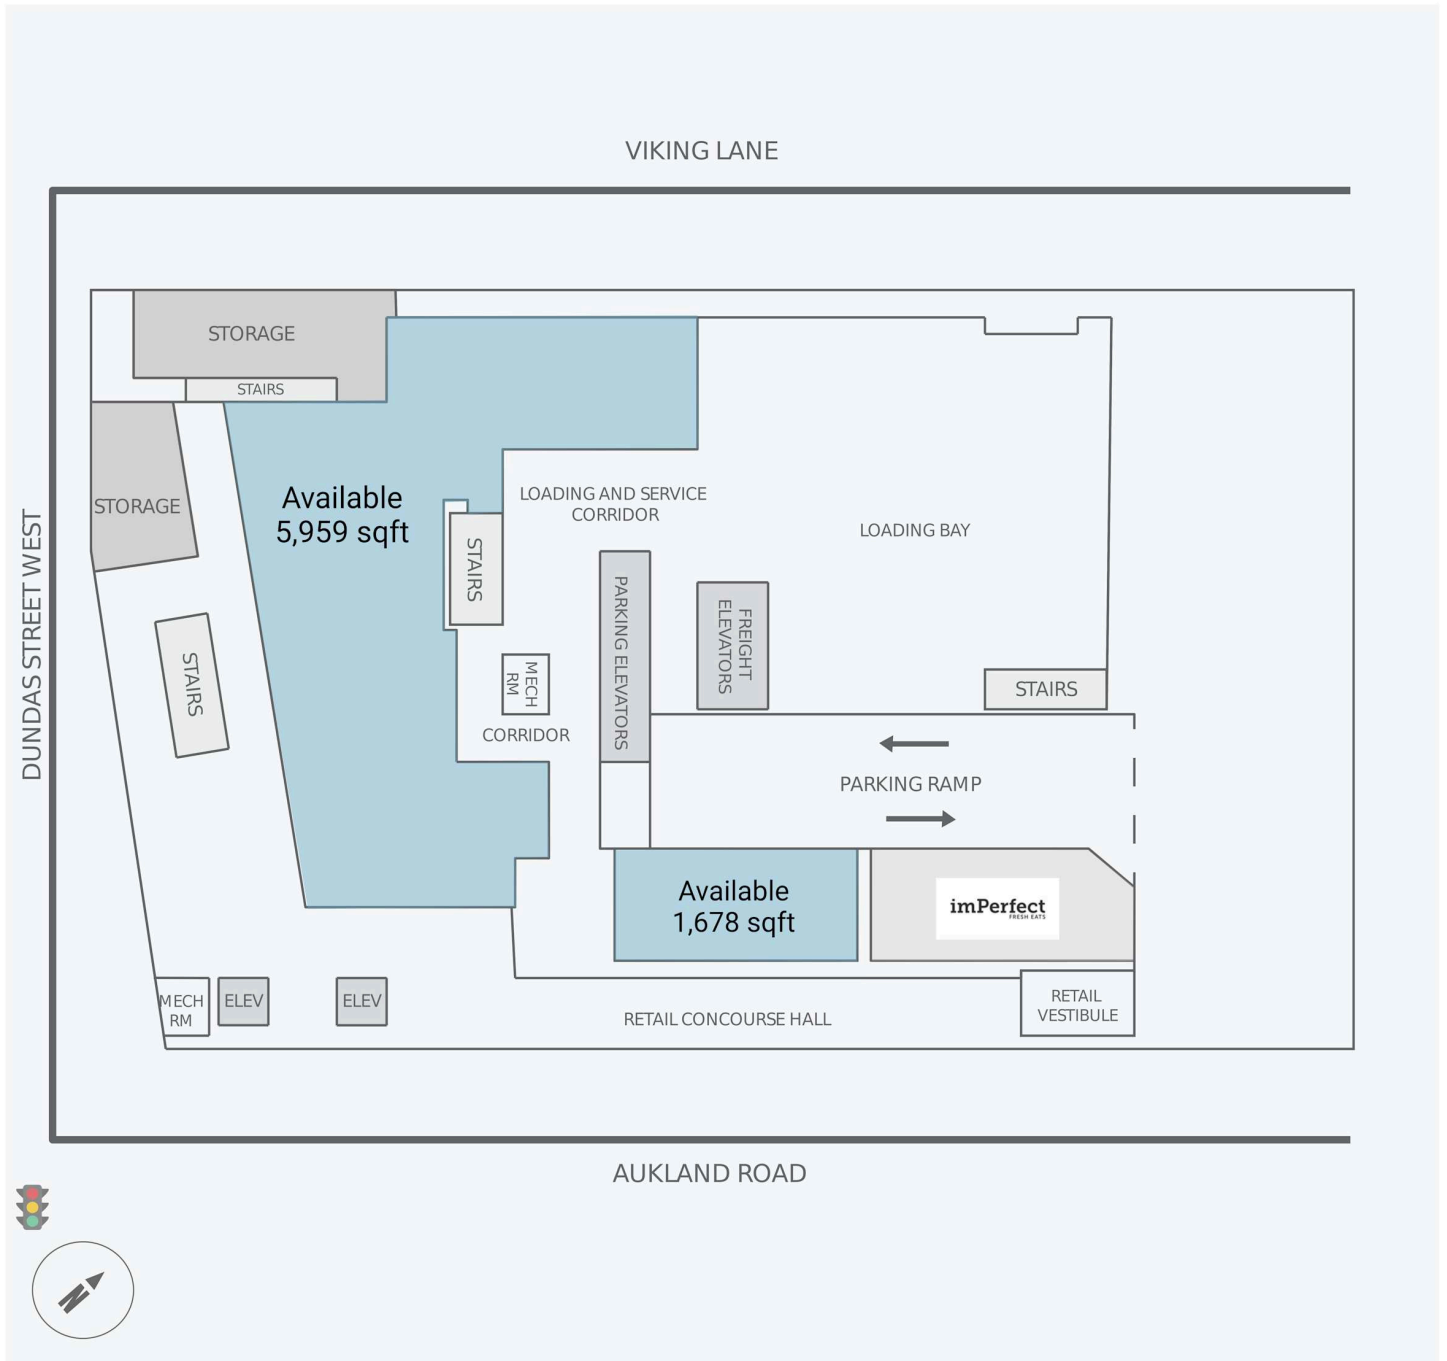 VIKING LANE
STORAGE
STAIRS
STORAGE
Available
5,959 sqft
LOADING AND SERVICE
CORRIDOR
LOADING BAY
STAIRS
DUNDAS STREET WEST
STAIRS
PARKING ELEVATORS
FREIGHT
ELEVATORS
MECH
RM
STAIRS
CORRIDOR
PARKING RAMP
Available
1,678 sqft
imPerfect
FRESH EATS
MECH
RM
ELEV
ELEV
RETAIL CONCOURSE HALL
RETAIL
VESTIBULE
AUKLAND ROAD
N